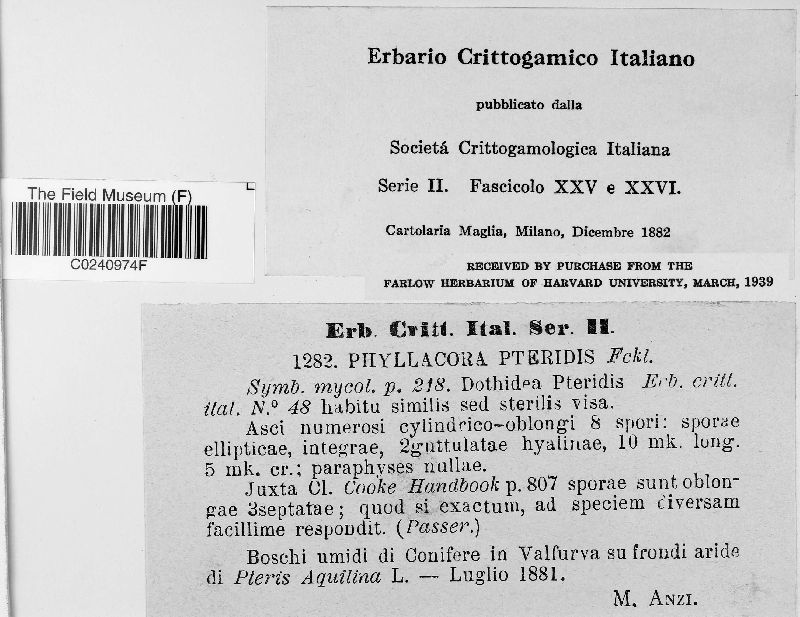 Erbario Crittogamico Italiano
pubblicato dalla
Societá Crittogamologica Italiana
Serie II. Fascicolo XXV e XXVI.
Cartolaria Maglia, Milano, Dicembre 1882
RECEIVED BY PURCHASE FROM THE
FARLOW HERBARIUM OF HARVARD UNIVERSITY, MARCH, 1939
The Field Museum (F)
C0240974F
Erb. Critt. Ital. Ser. II.
1282. PHYLLACORA PTERIDIS Fckl.
Symb. mycol. p. 218. Dothidea Pteridis Erb. critt.
ital. N.º 48 habitu similis sed sterilis visa.
Asci numerosi cylindrico-oblongi 8 spori: sporae
ellipticae, integrae, 2guttulatae hyalinae, 10 mk. long.
5 mk. cr.; paraphyses nullae.
Juxta Cl. Cooke Handbook p. 807 sporae sunt oblon-
gae 3septatae; quod si exactum, ad speciem diversam
facillime respondit. (Passer.)
Boschi umidi di Conifere in Valfurva su frondi aride
di Pteris Aquilina L. — Luglio 1881.
M. ANZI.